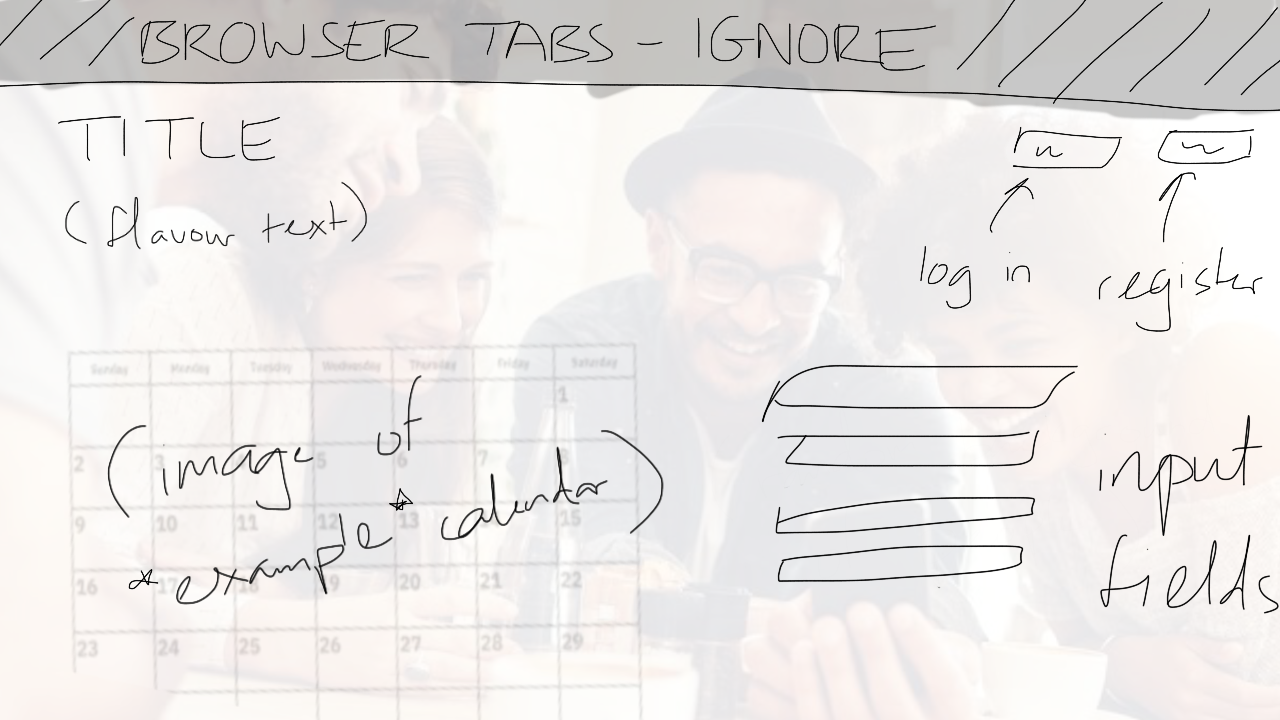 BROWSER TABS - IGNORE
TITLE
(flavour text)
log in
register
Sunday Monday Tuesday Wednesday Thursday Friday Saturday
1
2 3 5 6 7 8
9 10 11 12 13 15
16 17 18 19 20 21 22
23 24 25 26 27 28 29
(image of
*example* calendar)
input
fields